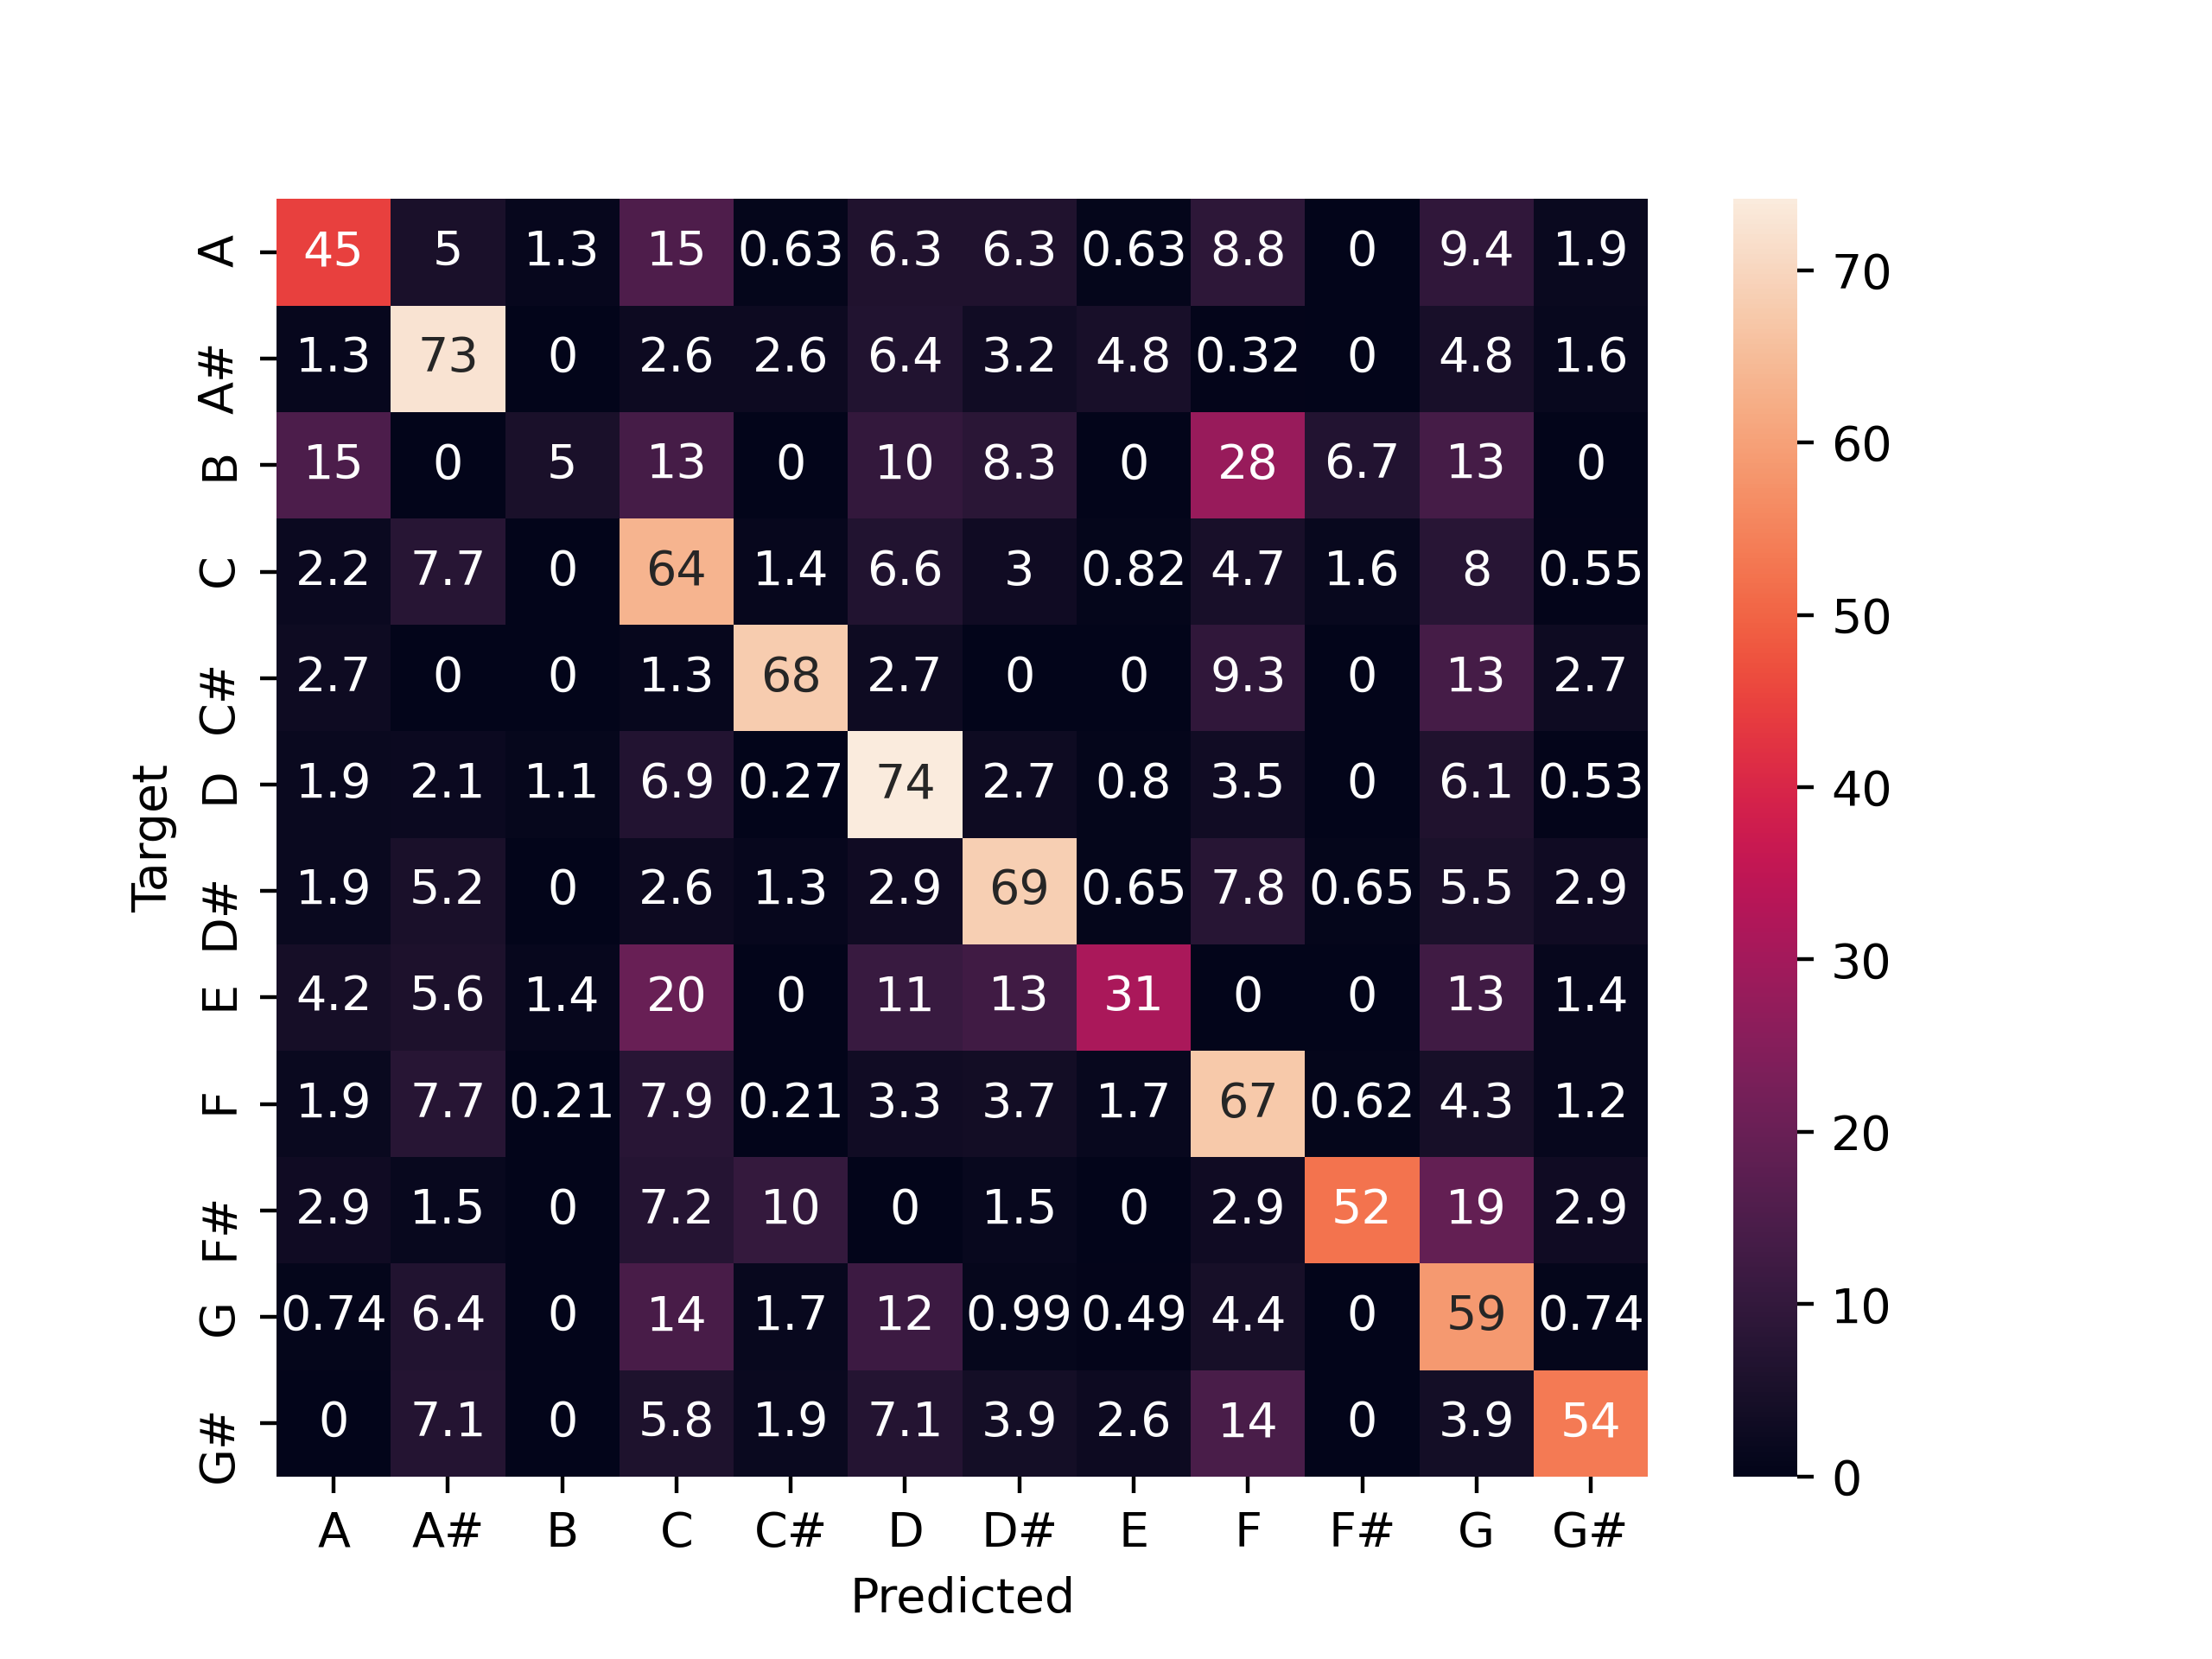 A 45 5 1.3 15 0.63 6.3 6.3 0.63 8.8 0 9.4 1.9
A# 1.3 73 0 2.6 2.6 6.4 3.2 4.8 0.32 0 4.8 1.6
B 15 0 5 13 0 10 8.3 0 28 6.7 13 0
C 2.2 7.7 0 64 1.4 6.6 3 0.82 4.7 1.6 8 0.55
C# 2.7 0 0 1.3 68 2.7 0 0 9.3 0 13 2.7
D 1.9 2.1 1.1 6.9 0.27 74 2.7 0.8 3.5 0 6.1 0.53
D# 1.9 5.2 0 2.6 1.3 2.9 69 0.65 7.8 0.65 5.5 2.9
E 4.2 5.6 1.4 20 0 11 13 31 0 0 13 1.4
F 1.9 7.7 0.21 7.9 0.21 3.3 3.7 1.7 67 0.62 4.3 1.2
F# 2.9 1.5 0 7.2 10 0 1.5 0 2.9 52 19 2.9
G 0.74 6.4 0 14 1.7 12 0.99 0.49 4.4 0 59 0.74
G# 0 7.1 0 5.8 1.9 7.1 3.9 2.6 14 0 3.9 54
A A# B C C# D D# E F F# G G#
Predicted
Target
70
60
50
40
30
20
10
0